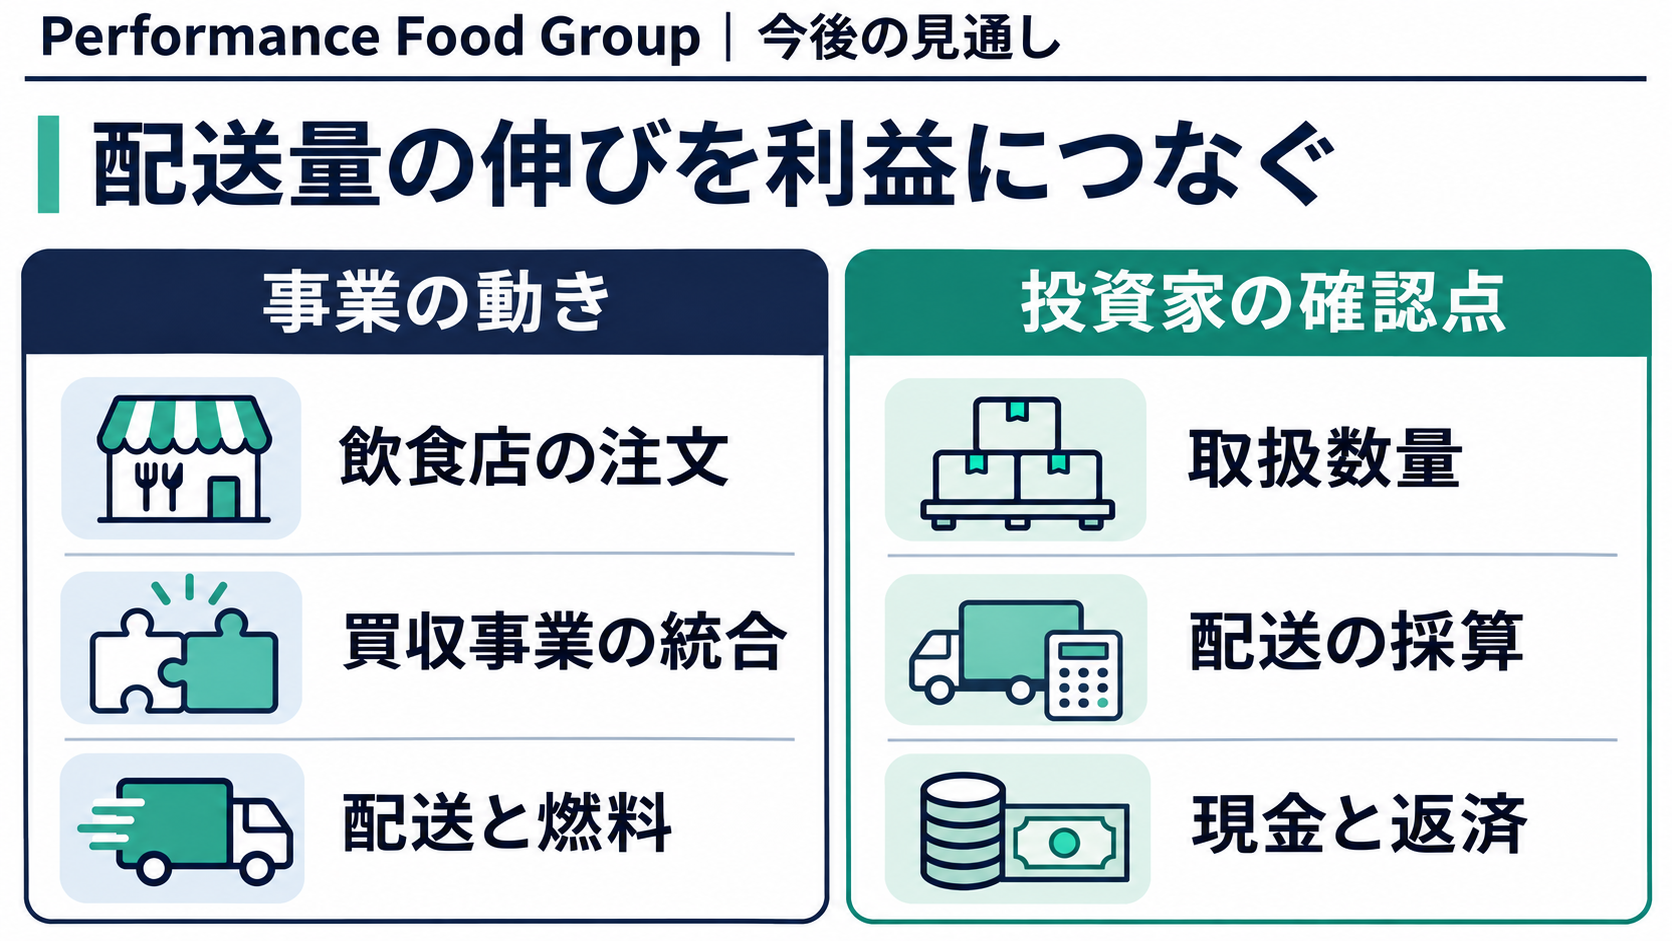 Performance Food Group｜今後の見通し
配送量の伸びを利益につなぐ
事業の動き
飲食店の注文
買収事業の統合
配送と燃料
投資家の確認点
取扱数量
配送の採算
現金と返済